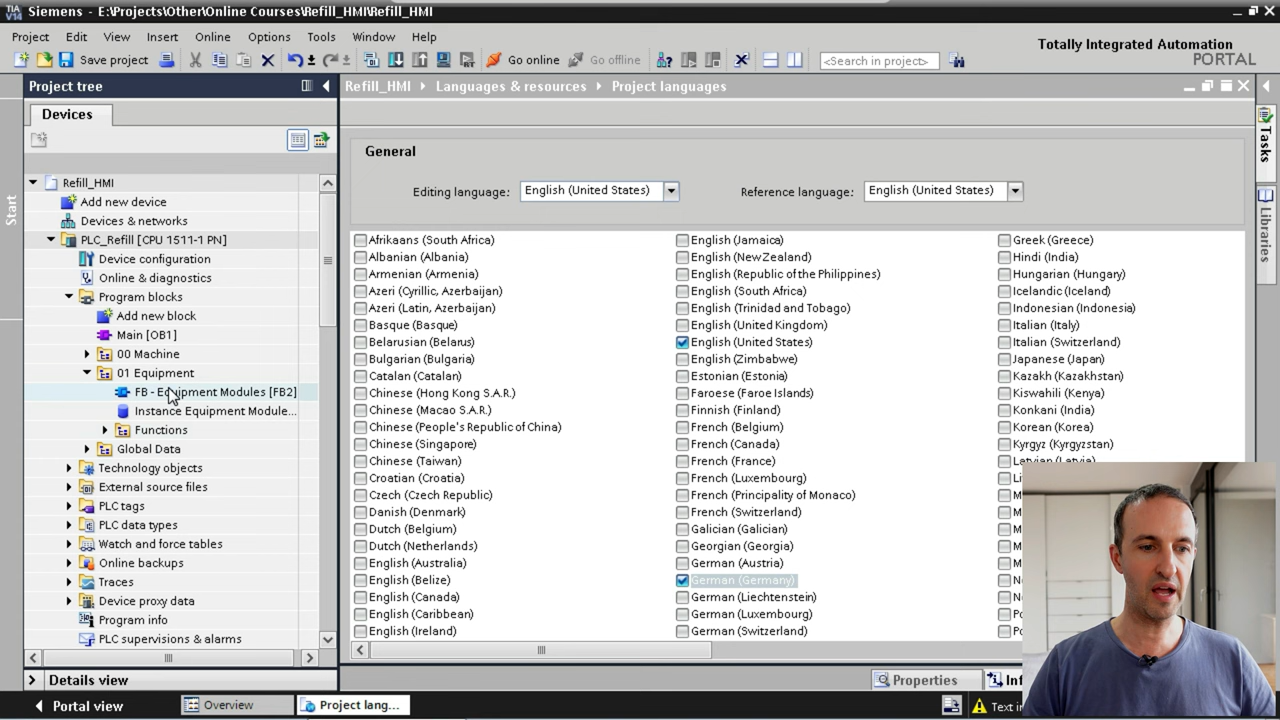 TIA
V14
Siemens - E:\Projects\Other\Online Courses\Refill_HMI\Refill_HMI
Project Edit View Insert Online Options Tools Window Help
Totally Integrated Automation
PORTAL
Save project
Go online
Go offline
<Search in project>
Project tree
Refill_HMI Languages & resources Project languages
Devices
Start
Tasks
Libraries
General
Editing language: English (United States)
Reference language: English (United States)
Refill_HMI
Add new device
Devices & networks
PLC_Refill [CPU 1511-1 PN]
Device configuration
Online & diagnostics
Program blocks
Add new block
Main [OB1]
00 Machine
01 Equipment
FB - Equipment Modules [FB2]
Instance Equipment Module...
Functions
Global Data
Technology objects
External source files
PLC tags
PLC data types
Watch and force tables
Online backups
Traces
Device proxy data
Program info
PLC supervisions & alarms
Afrikaans (South Africa)
Albanian (Albania)
Armenian (Armenia)
Azeri (Cyrillic, Azerbaijan)
Azeri (Latin, Azerbaijan)
Basque (Basque)
Belarusian (Belarus)
Bulgarian (Bulgaria)
Catalan (Catalan)
Chinese (Hong Kong S.A.R.)
Chinese (Macao S.A.R.)
Chinese (People's Republic of China)
Chinese (Singapore)
Chinese (Taiwan)
Croatian (Croatia)
Czech (Czech Republic)
Danish (Denmark)
Dutch (Belgium)
Dutch (Netherlands)
English (Australia)
English (Belize)
English (Canada)
English (Caribbean)
English (Ireland)
English (Jamaica)
English (New Zealand)
English (Republic of the Philippines)
English (South Africa)
English (Trinidad and Tobago)
English (United Kingdom)
English (United States)
English (Zimbabwe)
Estonian (Estonia)
Faroese (Faroe Islands)
Finnish (Finland)
French (Belgium)
French (Canada)
French (France)
French (Luxembourg)
French (Principality of Monaco)
French (Switzerland)
Galician (Galician)
Georgian (Georgia)
German (Austria)
German (Germany)
German (Liechtenstein)
German (Luxembourg)
German (Switzerland)
Greek (Greece)
Hindi (India)
Hungarian (Hungary)
Icelandic (Iceland)
Indonesian (Indonesia)
Italian (Italy)
Italian (Switzerland)
Japanese (Japan)
Kazakh (Kazakhstan)
Kiswahili (Kenya)
Konkani (India)
Korean (Korea)
Kyrgyz (Kyrgyzstan)
Latvian (Latvia)
Details view
Properties
Portal view
Overview
Project lang...
Text in